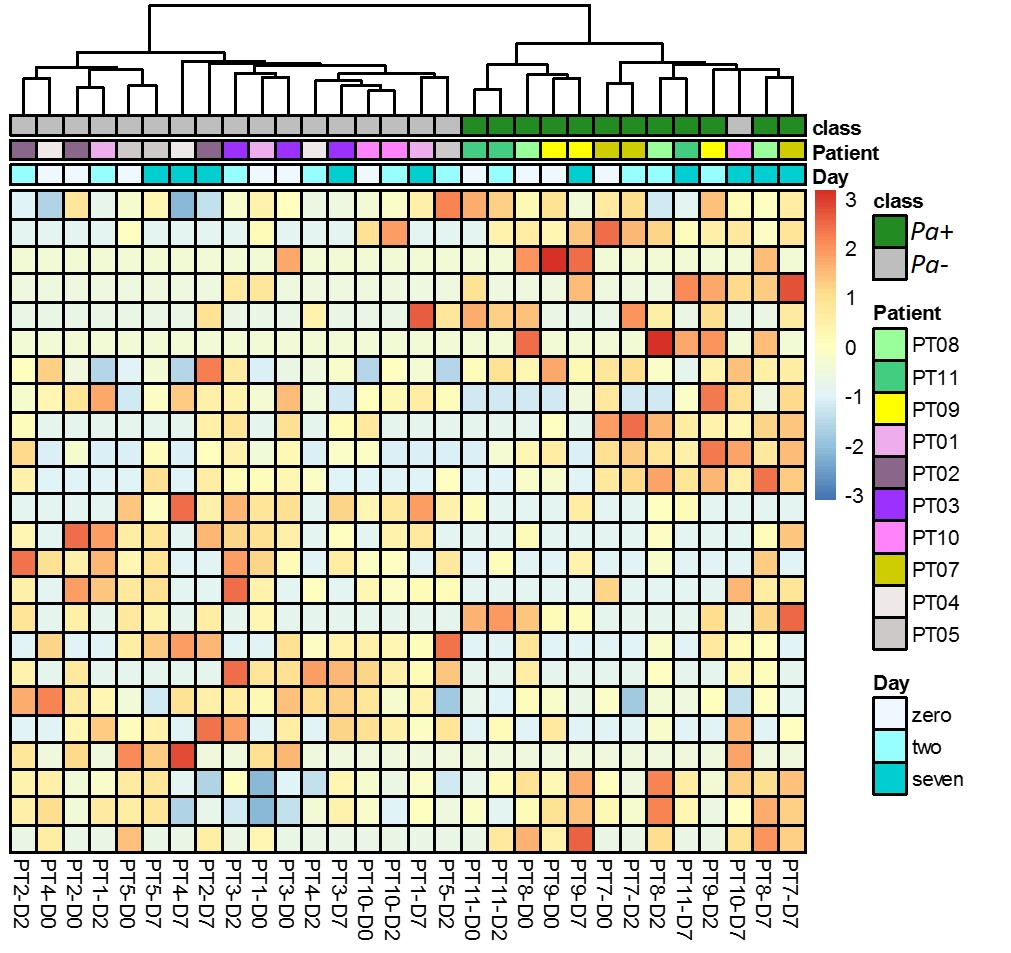 class
Patient
Day
3
2
1
0
-1
-2
-3
class
Pa+
Pa-
Patient
PT08
PT11
PT09
PT01
PT02
PT03
PT10
PT07
PT04
PT05
Day
zero
two
seven
PT2-D2
PT4-D0
PT2-D0
PT1-D2
PT5-D0
PT5-D7
PT4-D7
PT2-D7
PT3-D2
PT1-D0
PT3-D0
PT4-D2
PT3-D7
PT10-D0
PT10-D2
PT1-D7
PT5-D2
PT11-D0
PT11-D2
PT8-D0
PT9-D0
PT9-D7
PT7-D0
PT7-D2
PT8-D2
PT11-D7
PT9-D2
PT10-D7
PT8-D7
PT7-D7